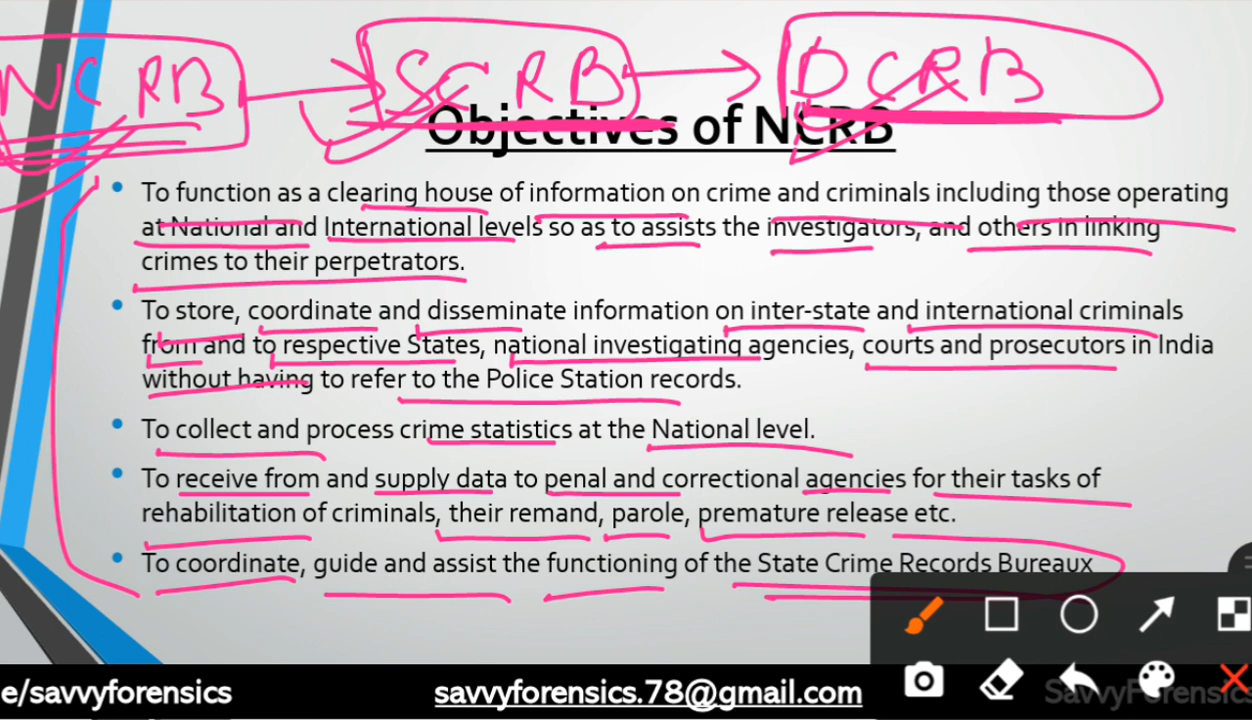 NCRB → SCRB → DCRB
Objectives of NCRB
• To function as a clearing house of information on crime and criminals including those operating
at National and International levels so as to assists the investigators, and others in linking
crimes to their perpetrators.
• To store, coordinate and disseminate information on inter-state and international criminals
from and to respective States, national investigating agencies, courts and prosecutors in India
without having to refer to the Police Station records.
• To collect and process crime statistics at the National level.
• To receive from and supply data to penal and correctional agencies for their tasks of
rehabilitation of criminals, their remand, parole, premature release etc.
• To coordinate, guide and assist the functioning of the State Crime Records Bureaux
e/savvyforensics
savvyforensics.78@gmail.com
SavvyForensic